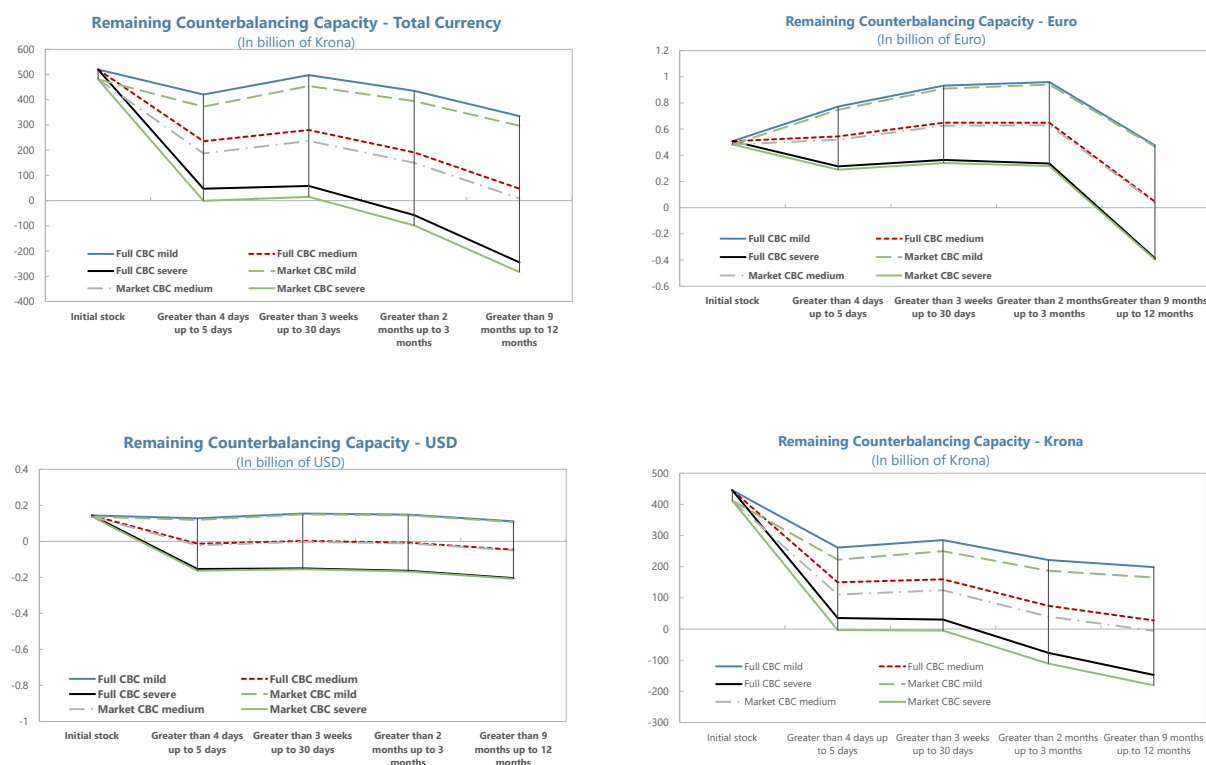 Remaining Counterbalancing Capacity - Total Currency
(In billion of Krona)
600
500
400
300
200
100
0
-100
-200
-300
-400
Full CBC mild
Full CBC medium
Full CBC severe
Market CBC mild
Market CBC medium
Market CBC severe
Initial stock
Greater than 4 days
up to 5 days
Greater than 3 weeks
up to 30 days
Greater than 2
months up to 3
months
Greater than 9
months up to 12
months
Remaining Counterbalancing Capacity - Euro
(In billion of Euro)
1.2
1
0.8
0.6
0.4
0.2
0
-0.2
-0.4
-0.6
Full CBC mild
Full CBC medium
Full CBC severe
Market CBC mild
Market CBC medium
Market CBC severe
Initial stock
Greater than 4 days
up to 5 days
Greater than 3 weeks
up to 30 days
Greater than 2 months
up to 3 months
Greater than 9 months
up to 12 months
Remaining Counterbalancing Capacity - USD
(In billion of USD)
0.4
0.2
0
-0.2
-0.4
-0.6
-0.8
-1
Full CBC mild
Full CBC medium
Full CBC severe
Market CBC mild
Market CBC medium
Market CBC severe
Initial stock
Greater than 4 days
up to 5 days
Greater than 3 weeks
up to 30 days
Greater than 2
months up to 3
months
Greater than 9
months up to 12
months
Remaining Counterbalancing Capacity - Krona
(In billion of Krona)
500
400
300
200
100
0
-100
-200
-300
Full CBC mild
Full CBC medium
Full CBC severe
Market CBC mild
Market CBC medium
Market CBC severe
Initial stock
Greater than 4 days up
to 5 days
Greater than 3 weeks
up to 30 days
Greater than 2 months
up to 3 months
Greater than 9 months
up to 12 months